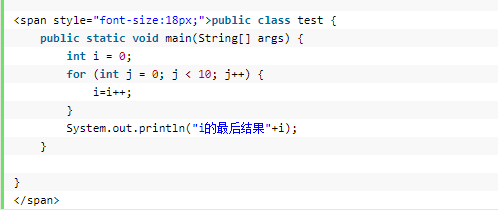 <span style="font-size:18px;">public class test {
    public static void main(String[] args) {
        int i = 0;
        for (int j = 0; j < 10; j++) {
            i=i++;
        }
        System.out.println("i的最后结果"+i);
    }
}
</span>